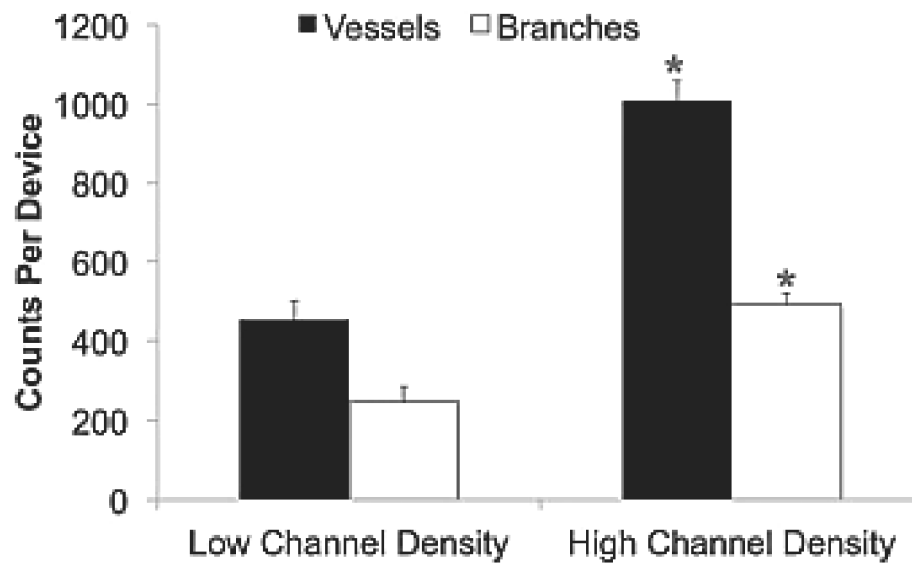 Vessels Branches
Counts Per Device
1200
1000
800
600
400
200
0
*
*
Low Channel Density
High Channel Density